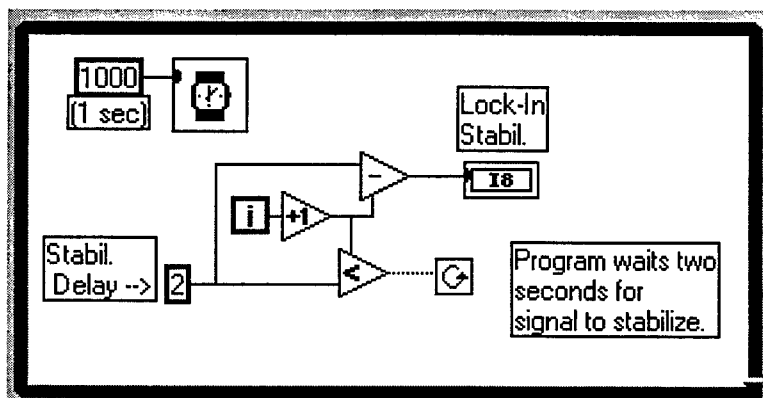 1000
(1 sec)
Lock-In
Stabil.
-
I8
i
+1
Stabil.
Delay -->
2
<
Program waits two
seconds for
signal to stabilize.